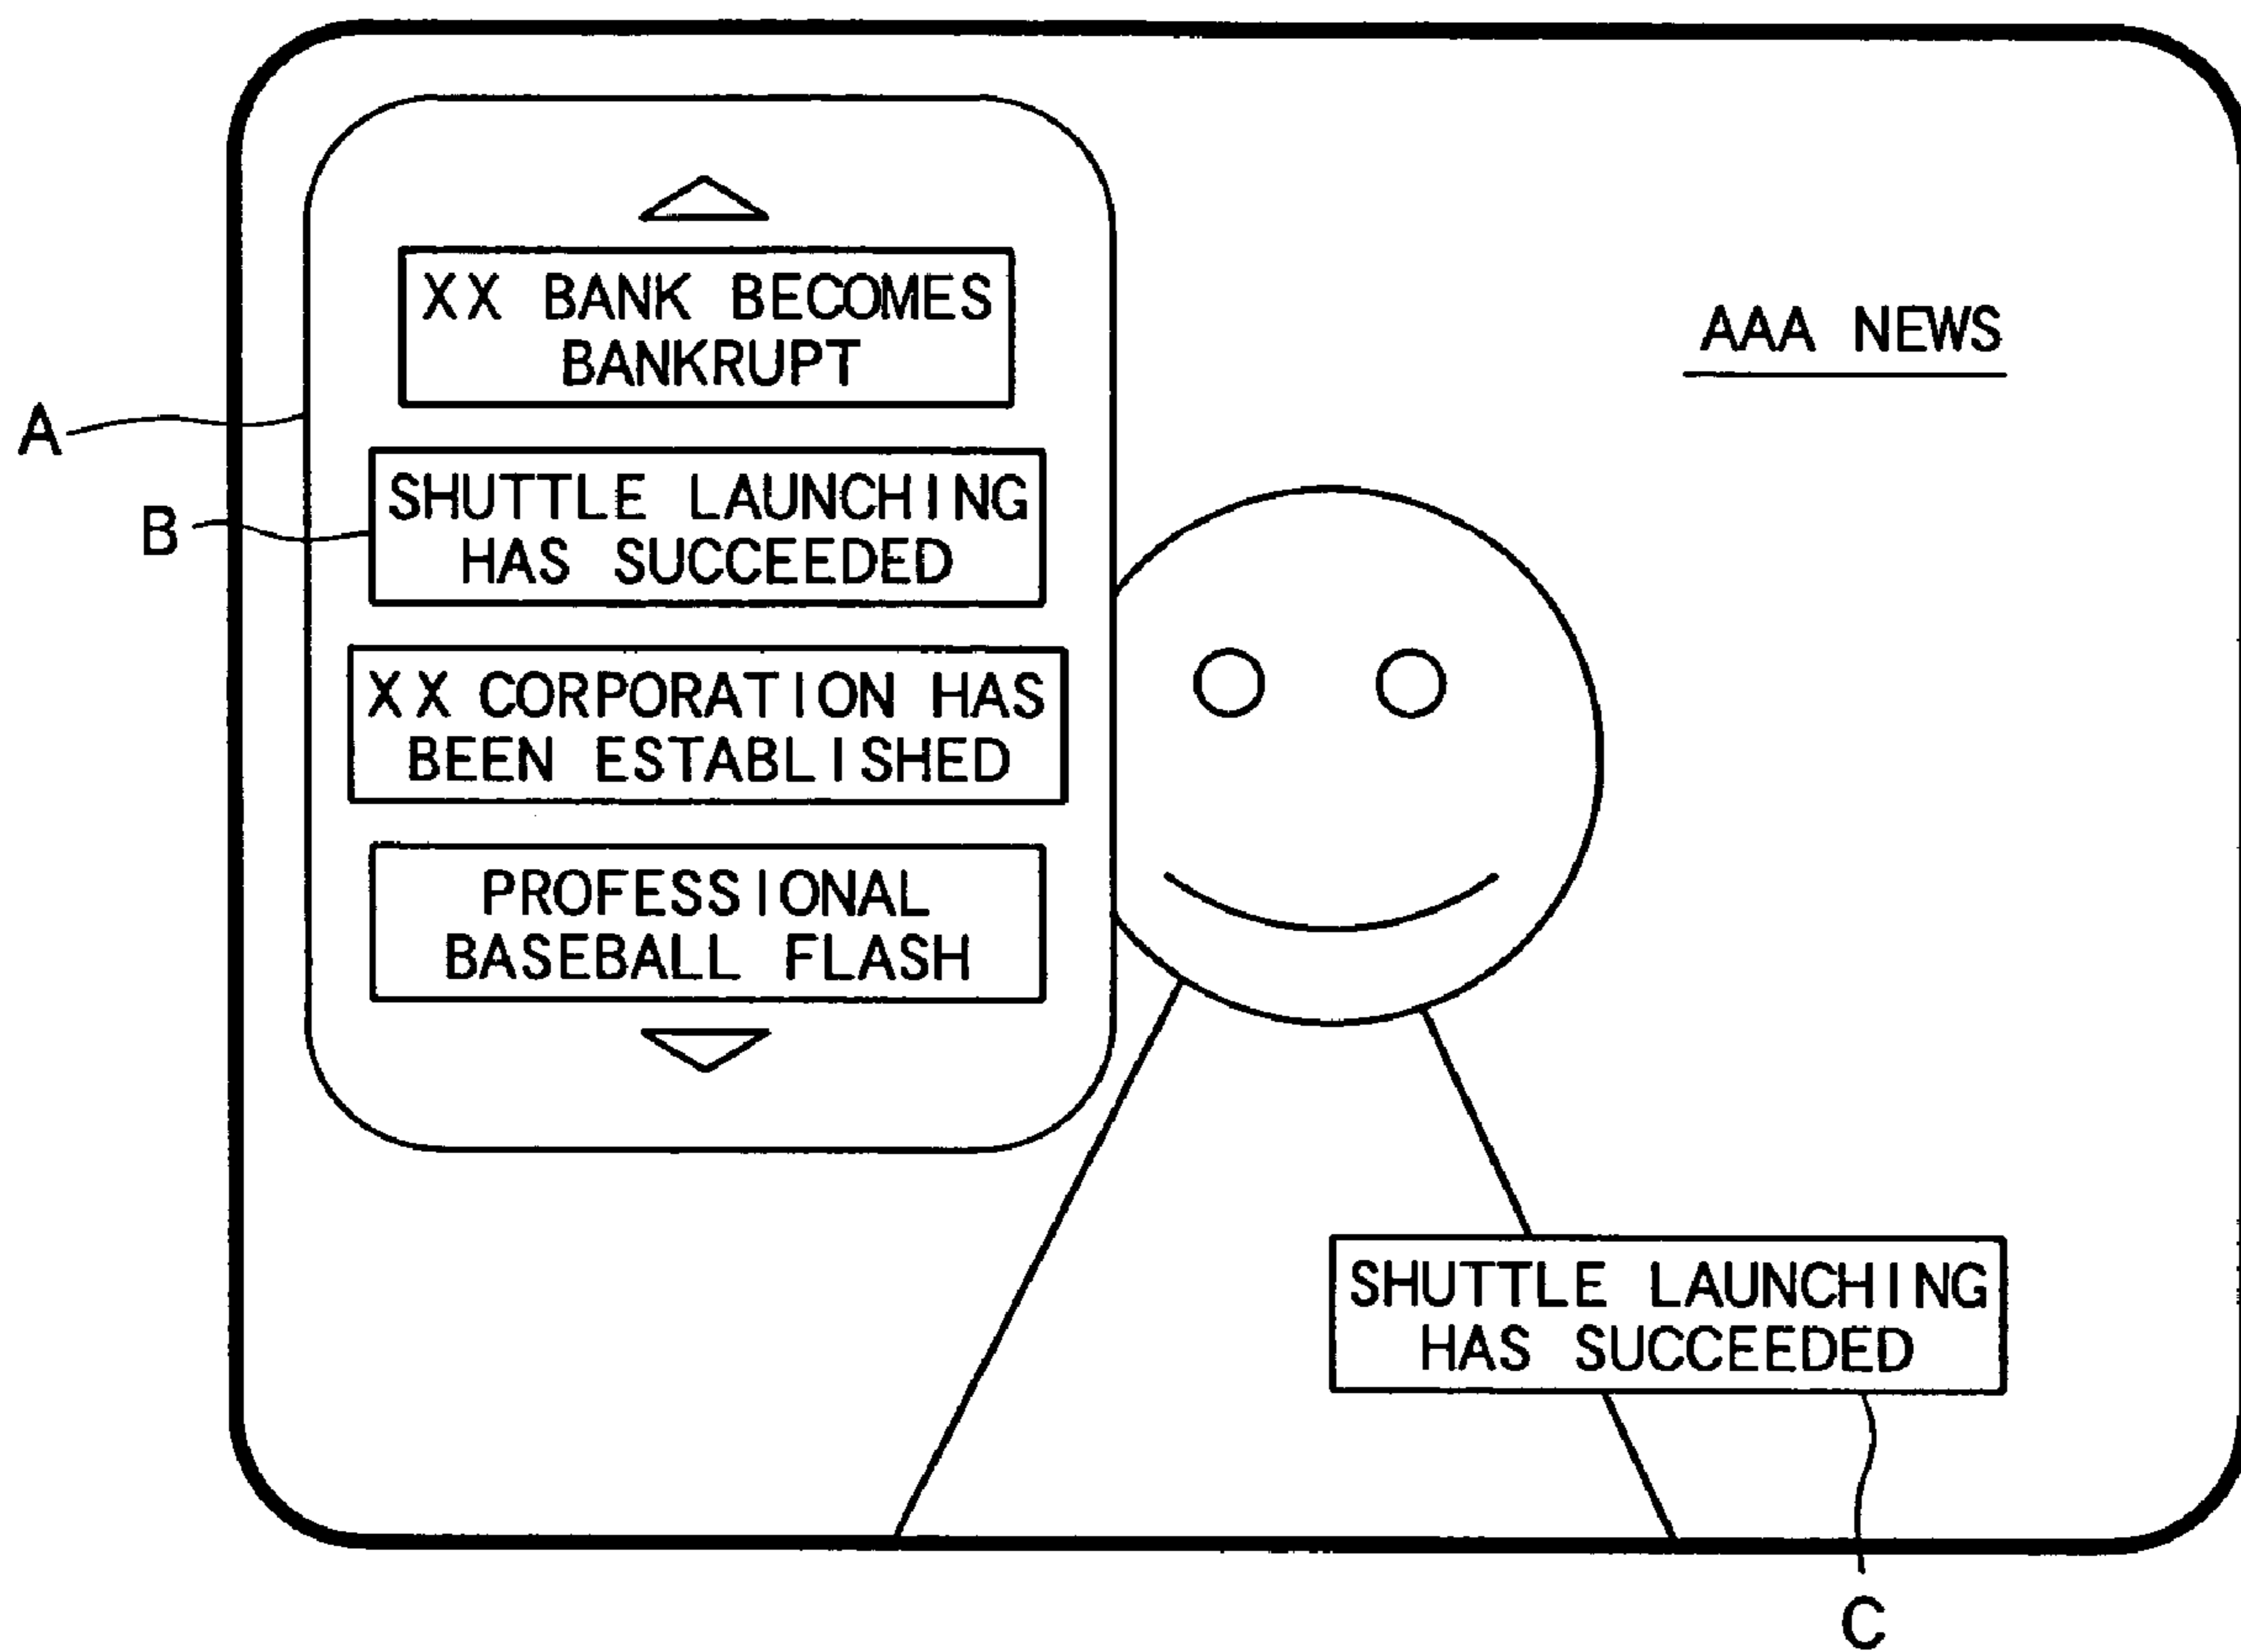 XX BANK BECOMES
BANKRUPT
AAA NEWS
A
SHUTTLE LAUNCHING
HAS SUCCEEDED
B
XX CORPORATION HAS
BEEN ESTABLISHED
PROFESSIONAL
BASEBALL FLASH
SHUTTLE LAUNCHING
HAS SUCCEEDED
C